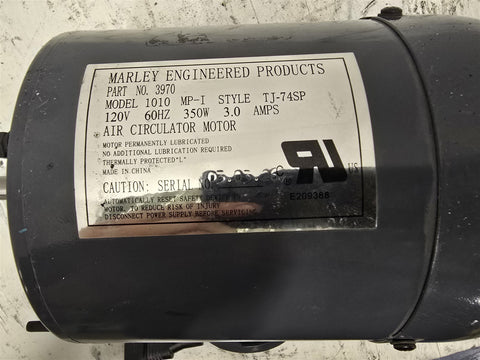 MARLEY ENGINEERED PRODUCTS
PART NO. 3970
MODEL 1010 MP-I STYLE TJ-74SP
120V 60HZ 350W 3.0 AMPS
AIR CIRCULATOR MOTOR
MOTOR PERMANENTLY LUBRICATED
NO ADDITIONAL LUBRICATION REQUIRED
THERMALLY PROTECTED"L"
MADE IN CHINA
US
CAUTION: SERIAL NO.
E209388
AUTOMATICALLY RESET SAFETY DEVICE
MOTOR. TO REDUCE RISK OF INJURY
DISCONNECT POWER SUPPLY BEFORE SERVICING